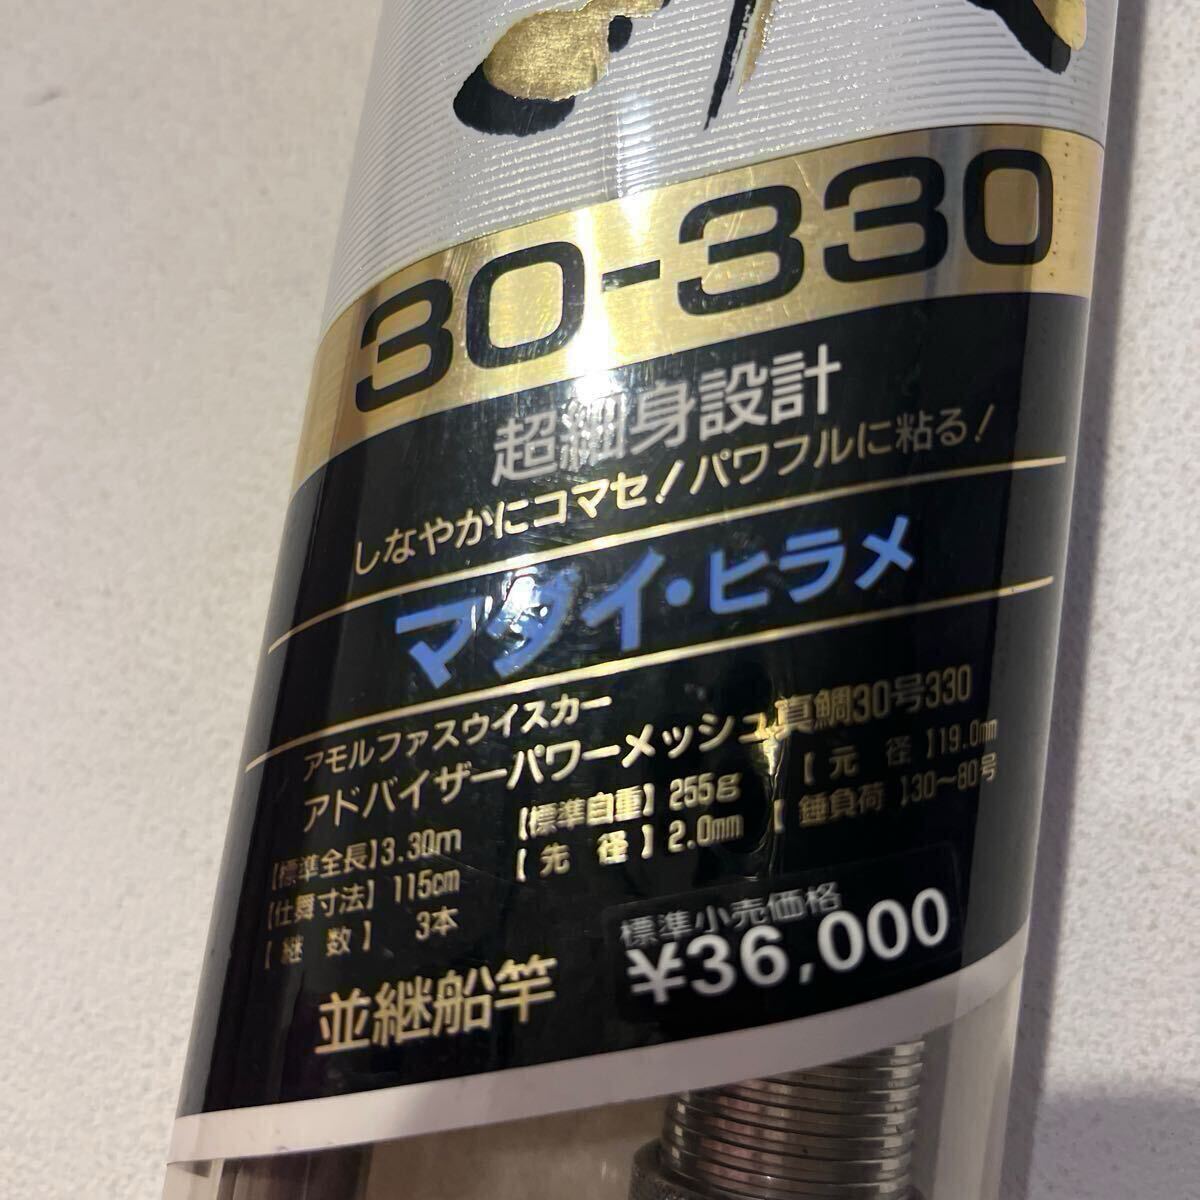 30-330
超細身設計
しなやかにコマセ!パワフルに粘る!
マダイ・ヒラメ
アモルファスウイスカー
アドバイザーパワーメッシュ真鯛30号330
【標準全長】3.30m 【標準自重】255g 【元径】19.0mm
【仕舞寸法】115cm 【先径】2.0mm 【錘負荷】30~80号
【継数】3本
標準小売価格
¥36,000
並継船竿